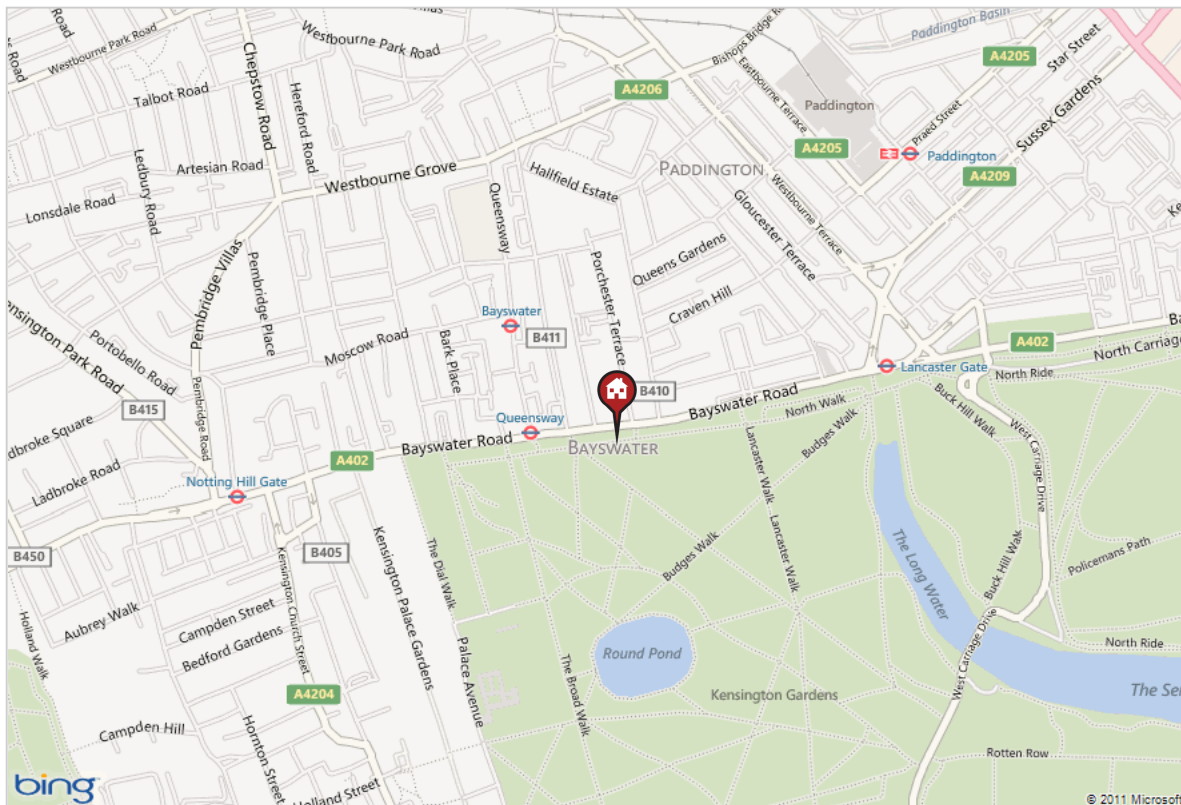 Road
Westbourne Park Road
Westbourne Park Road
Talbot Road
Chepstow Road
Hereford Road
Artesian Road
Ledbury Road
Lonsdale Road
Westbourne Grove
A4206
Bishops Bridge
Eastbourne Terrace
Paddington Basin
A4205
Star Street
Paddington
Praed Street
A4205
Paddington
Sussex Gardens
A4209
PADDINGTON
Hallfield Estate
Queensway
Westbourne Terrace
Gloucester Terrace
Queens Gardens
Porchester Terrace
Craven Hill
Pembridge Villas
Pembridge Place
Portobello Road
Kensington Park Road
Moscow Road
Bayswater
B411
Bark Place
B415
Pembridge Road
B410
Lancaster Gate
A402
North Carriage
North Ride
Bayswater Road
North Walk
Buck Hill Walk
West Carriage Drive
Budges Walk
Queensway
BAYSWATER
Bayswater Road
A402
Ladbroke Square
Ladbroke Road
Notting Hill Gate
Lancaster Walk
Lancaster Walk
B450
B405
Kensington Church Street
Kensington Palace Gardens
The Dial Walk
Budges Walk
The Long Water
Buck Hill Walk
Policemans Path
Aubrey Walk
Campden Street
Bedford Gardens
Holland Walk
Palace Avenue
Round Pond
The Broad Walk
Kensington Gardens
West Carriage Drive
North Ride
The
A4204
Campden Hill
Hornton Street
Holland Street
Rotten Row
bing
© 2011 Microsoft